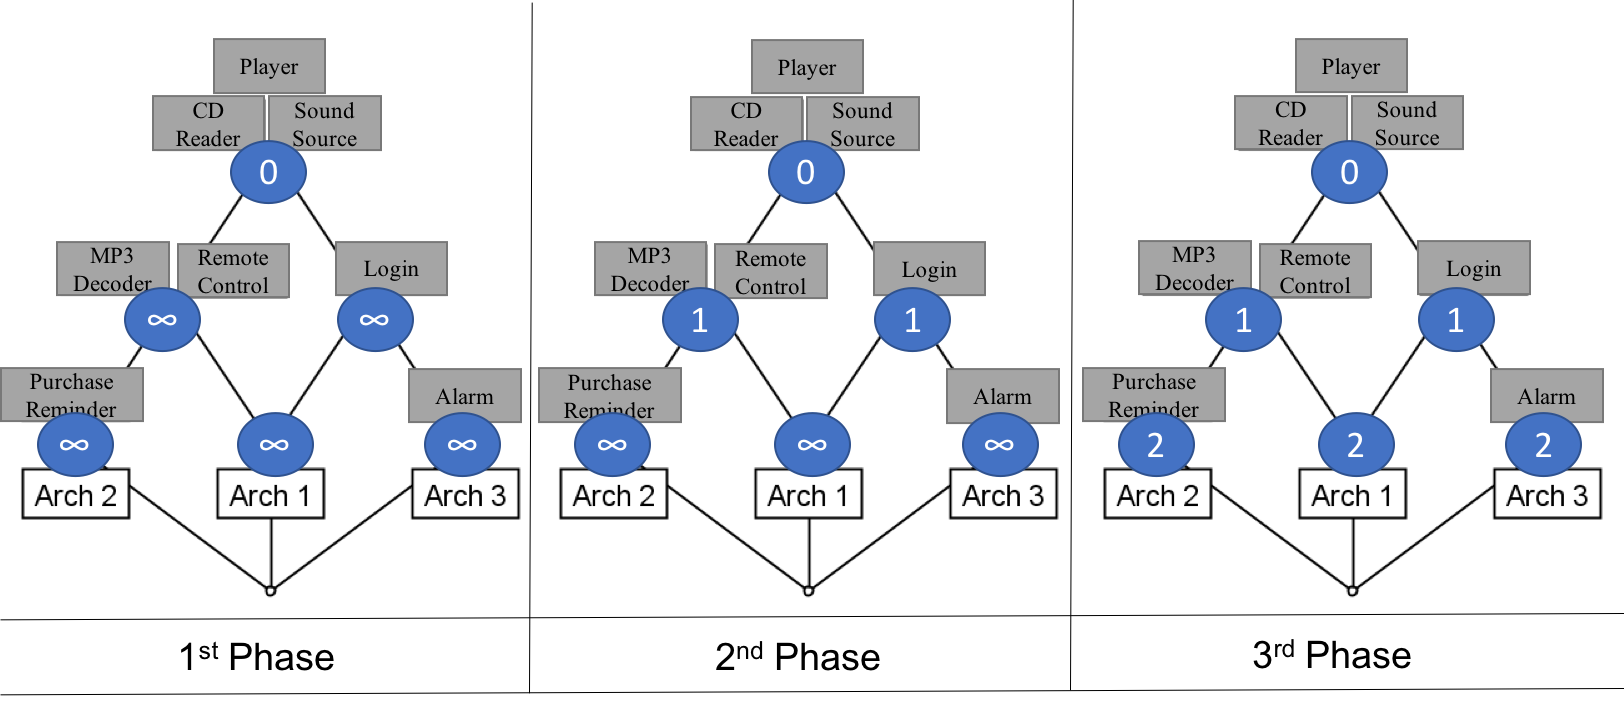 Player
CD
Reader
Sound
Source
0
MP3
Decoder
Remote
Control
Login
∞
∞
Purchase
Reminder
Alarm
∞
∞
∞
Arch 2
Arch 1
Arch 3
1st Phase
Player
CD
Reader
Sound
Source
0
MP3
Decoder
Remote
Control
Login
1
1
Purchase
Reminder
Alarm
∞
∞
∞
Arch 2
Arch 1
Arch 3
2nd Phase
Player
CD
Reader
Sound
Source
0
MP3
Decoder
Remote
Control
Login
1
1
Purchase
Reminder
Alarm
2
2
2
Arch 2
Arch 1
Arch 3
3rd Phase